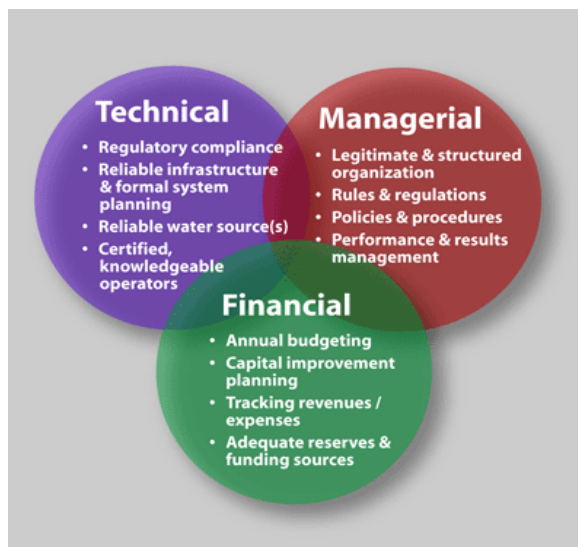 Technical
• Regulatory compliance
• Reliable infrastructure
& formal system
planning
• Reliable water source(s)
• Certified,
knowledgeable
operators
Managerial
• Legitimate & structured
organization
• Rules & regulations
• Policies & procedures
• Performance & results
management
Financial
• Annual budgeting
• Capital improvement
planning
• Tracking revenues /
expenses
• Adequate reserves &
funding sources